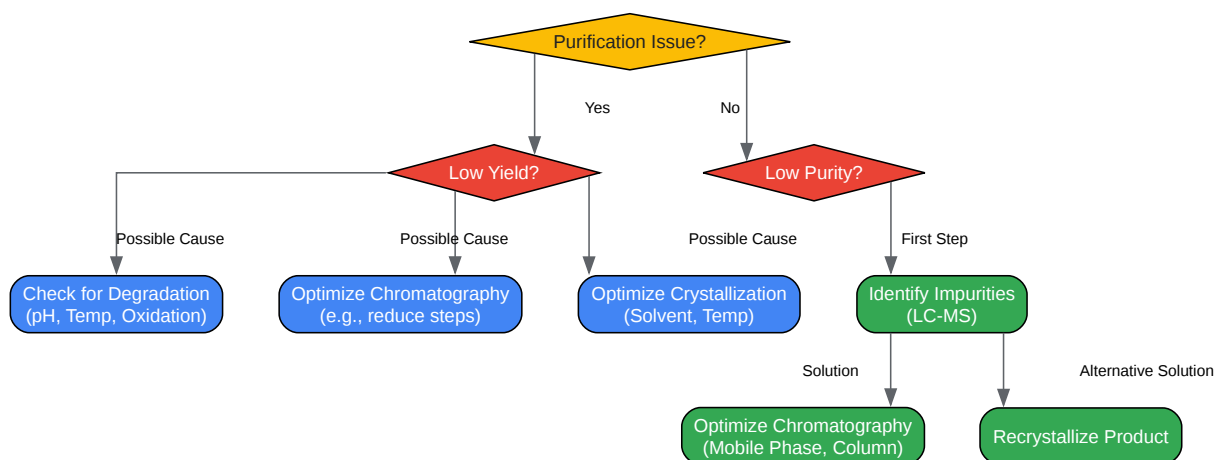 Purification Issue?
Yes
No
Low Yield?
Low Purity?
Possible Cause
Possible Cause
Possible Cause
First Step
Check for Degradation
(pH, Temp, Oxidation)
Optimize Chromatography
(e.g., reduce steps)
Optimize Crystallization
(Solvent, Temp)
Identify Impurities
(LC-MS)
Solution
Alternative Solution
Optimize Chromatography
(Mobile Phase, Column)
Recrystallize Product